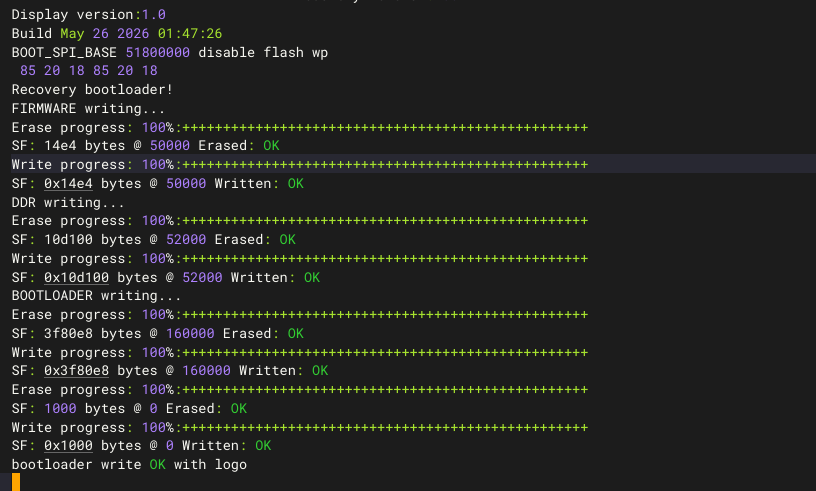 Display version:1.0
Build May 26 2026 01:47:26
BOOT_SPI_BASE 51800000 disable flash wp
 85 20 18 85 20 18
Recovery bootloader!
FIRMWARE writing...
Erase progress: 100%:++++++++++++++++++++++++++++++++++++++++++++++++++
SF: 14e4 bytes @ 50000 Erased: OK
Write progress: 100%:++++++++++++++++++++++++++++++++++++++++++++++++++
SF: 0x14e4 bytes @ 50000 Written: OK
DDR writing...
Erase progress: 100%:++++++++++++++++++++++++++++++++++++++++++++++++++
SF: 10d100 bytes @ 52000 Erased: OK
Write progress: 100%:++++++++++++++++++++++++++++++++++++++++++++++++++
SF: 0x10d100 bytes @ 52000 Written: OK
BOOTLOADER writing...
Erase progress: 100%:++++++++++++++++++++++++++++++++++++++++++++++++++
SF: 3f80e8 bytes @ 160000 Erased: OK
Write progress: 100%:++++++++++++++++++++++++++++++++++++++++++++++++++
SF: 0x3f80e8 bytes @ 160000 Written: OK
Erase progress: 100%:++++++++++++++++++++++++++++++++++++++++++++++++++
SF: 1000 bytes @ 0 Erased: OK
Write progress: 100%:++++++++++++++++++++++++++++++++++++++++++++++++++
SF: 0x1000 bytes @ 0 Written: OK
bootloader write OK with logo